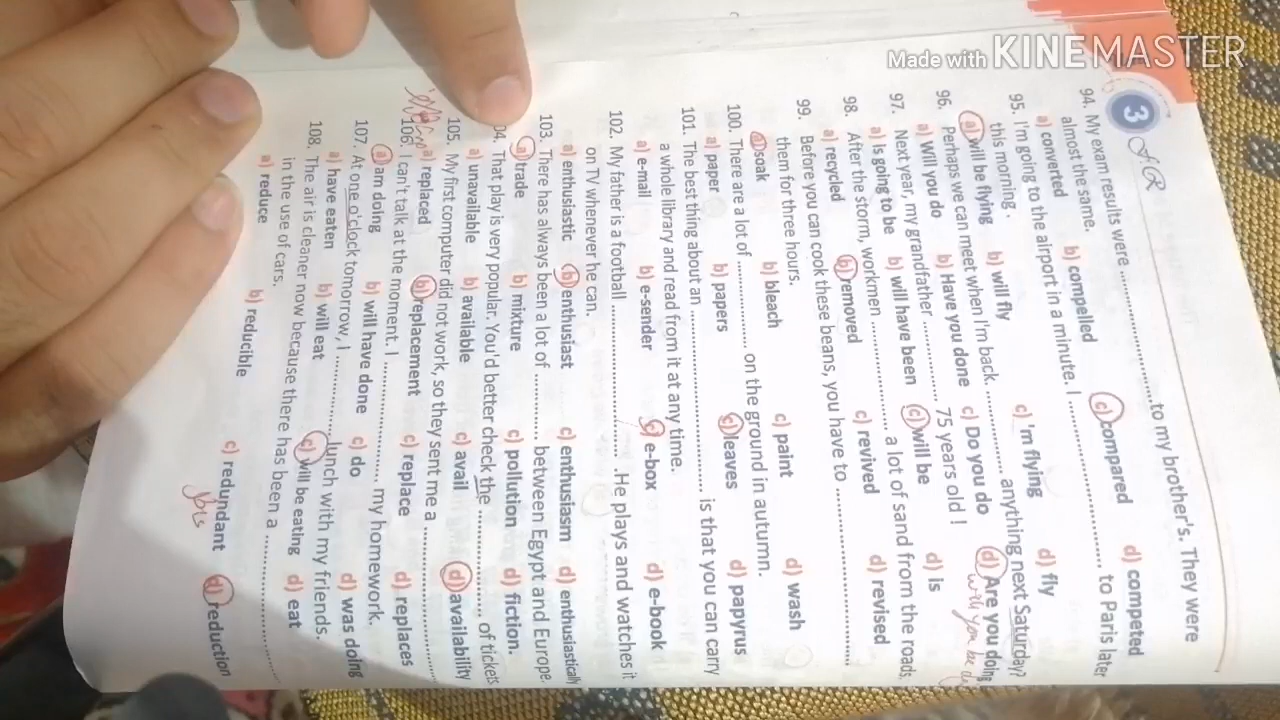 Made with KINEMASTER
3
94. My exam results were ........................ to my brother's. They were
almost the same.
a) converted b) compelled c) compared d) competed
95. I'm going to the airport in a minute. I ........................ to Paris later
this morning .
a) will be flying b) will fly c) 'm flying d) fly
96. Perhaps we can meet when I'm back. ................ anything next Saturday?
a) Will you do b) Have you done c) Do you do d) Are you doing
will you be
97. Next year, my grandfather ................ 75 years old !
a) Is going to be b) will have been c) will be d) is
98. After the storm, workmen ................ a lot of sand from the roads.
a) recycled b) removed c) revived d) revised
99. Before you can cook these beans, you have to ........................
them for three hours.
a) soak b) bleach c) paint d) wash
100. There are a lot of ................ on the ground in autumn.
a) paper b) papers c) leaves d) papyrus
101. The best thing about an ........................ is that you can carry
a whole library and read from it at any time.
a) e-mail b) e-sender c) e-box d) e-book
102. My father is a football ........................ .He plays and watches it
on TV whenever he can.
a) enthusiastic b) enthusiast c) enthusiasm d) enthusiastically
103. There has always been a lot of ............ between Egypt and Europe.
a) trade b) mixture c) pollution d) fiction.
04. That play is very popular. You'd better check the ................ of tickets.
a) unavailable b) available c) avail d) availability
105. My first computer did not work, so they sent me a ................
a) replaced b) replacement c) replace d) replaces
106. I can't talk at the moment. I ................ my homework.
a) am doing b) will have done c) do d) was doing
107. At one o'clock tomorrow, I ................ lunch with my friends.
a) have eaten b) will eat c) will be eating d) eat
108. The air is cleaner now because there has been a ................
in the use of cars.
a) reduce b) reducible c) redundant d) reduction